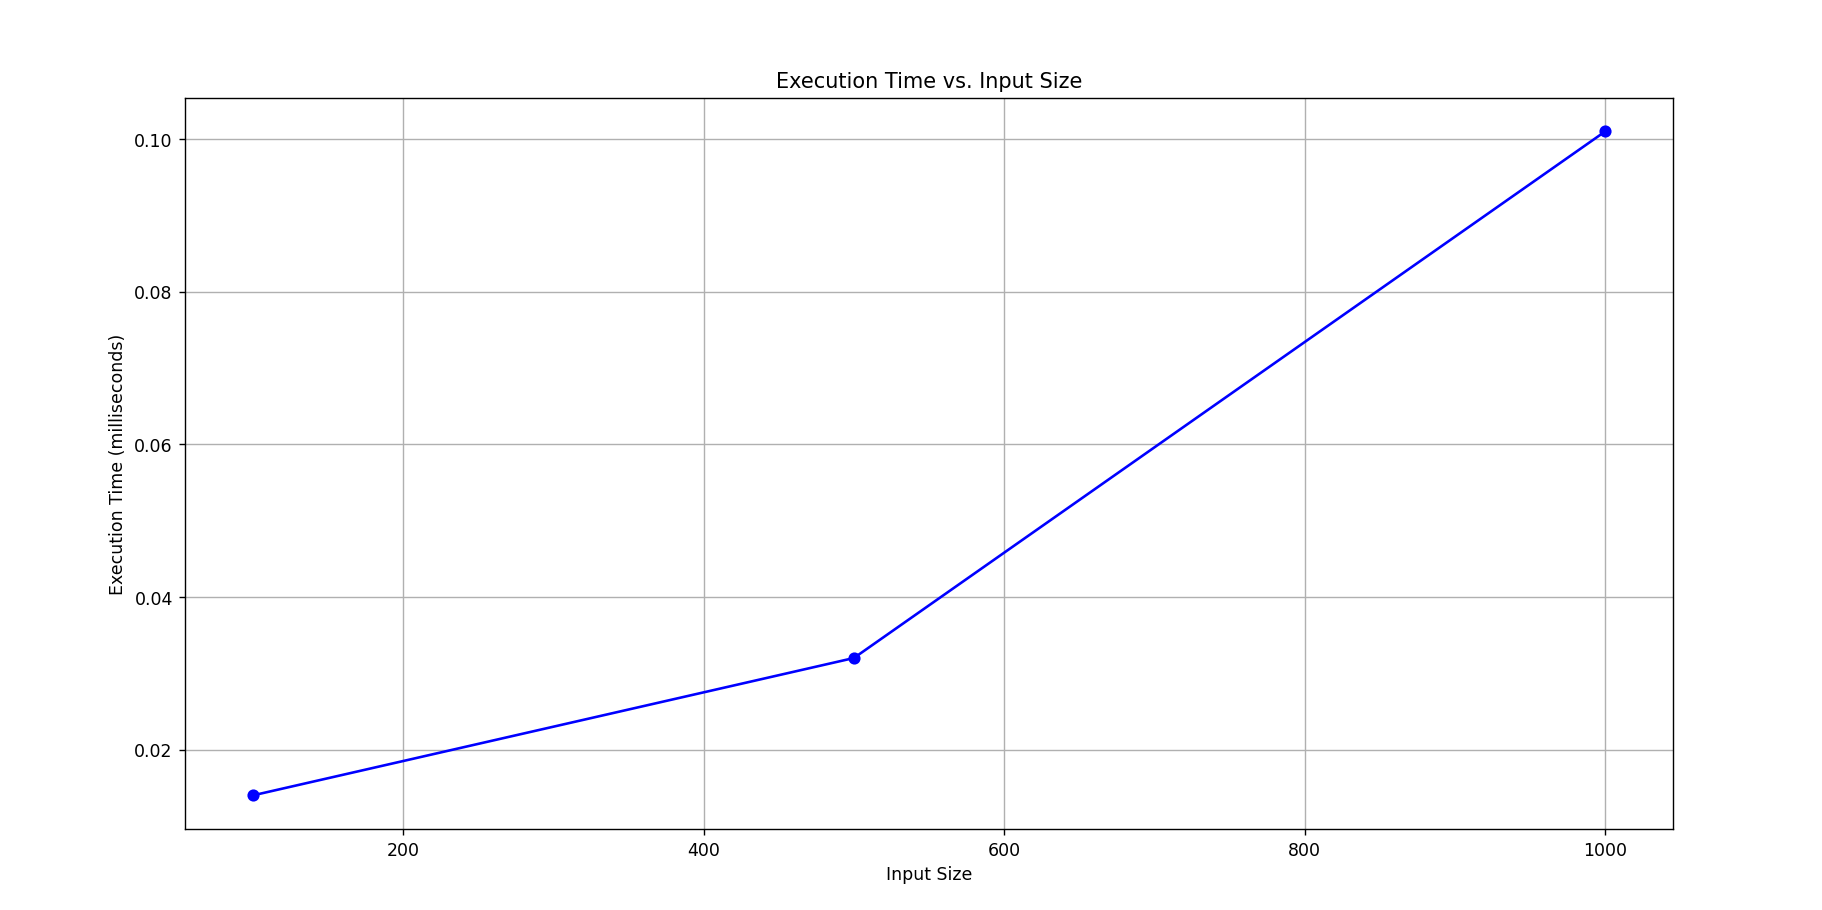 Execution Time vs. Input Size
0.10
0.08
0.06
0.04
0.02
Execution Time (milliseconds)
200 400 600 800 1000
Input Size